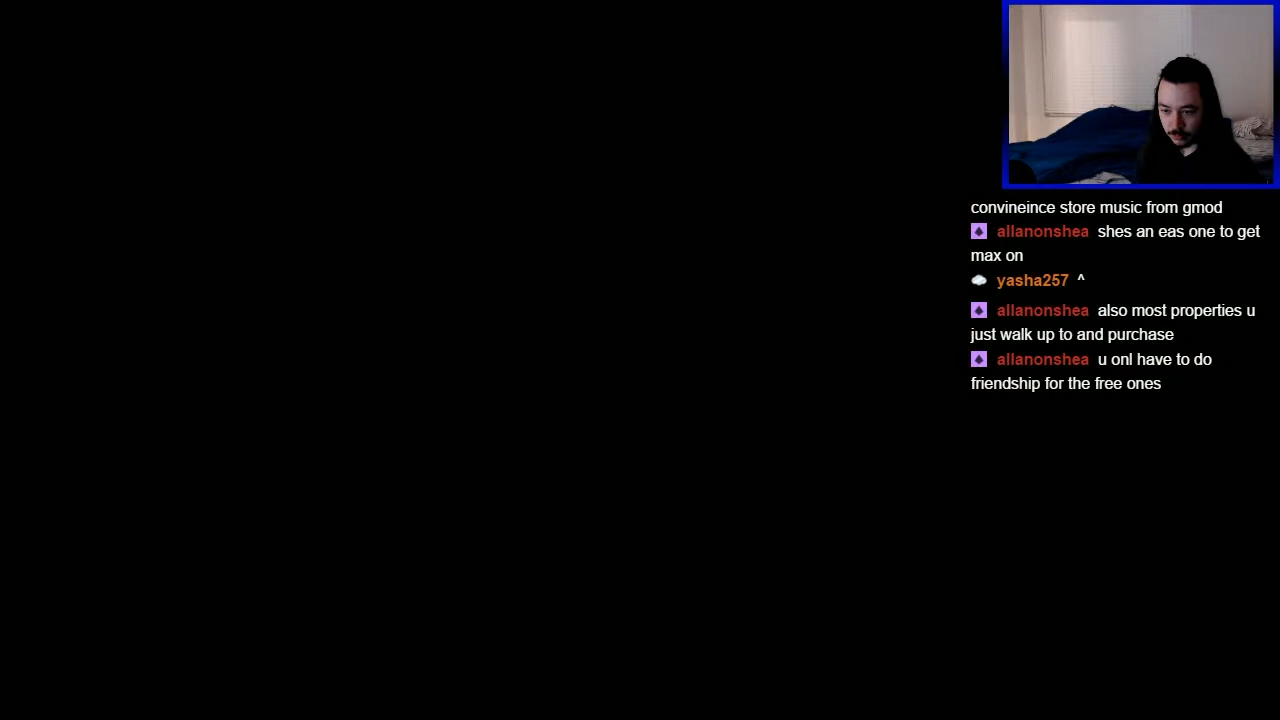 convineince store music from gmod
allanonshea shes an eas one to get
max on
yasha257 ^
allanonshea also most properties u
just walk up to and purchase
allanonshea u onl have to do
friendship for the free ones